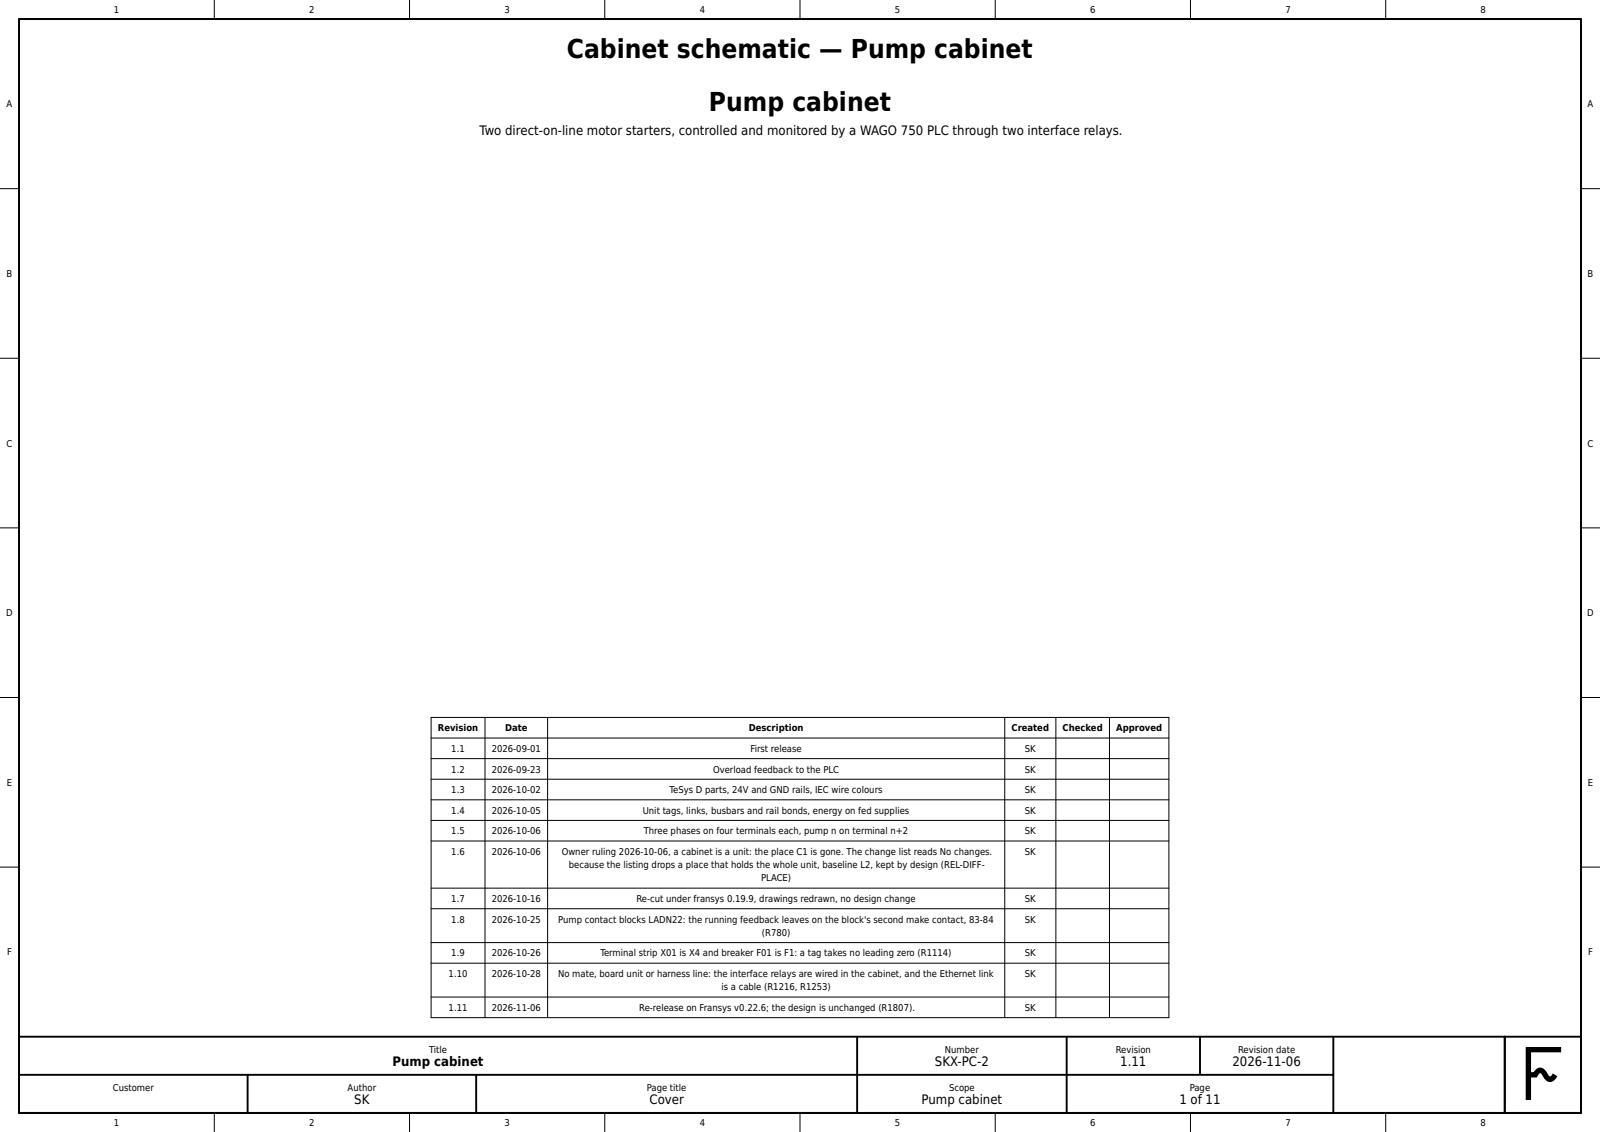 1 2 3 4 5 6 7 8
Cabinet schematic — Pump cabinet
A A
Pump cabinet
Two direct-on-line motor starters, controlled and monitored by a WAGO 750 PLC through two interface relays.
B B
C C
D D
Revision Date Description Created Checked Approved
1.1 2026-09-01 First release SK
1.2 2026-09-23 Overload feedback to the PLC SK
E E
1.3 2026-10-02 TeSys D parts, 24V and GND rails, IEC wire colours SK
1.4 2026-10-05 Unit tags, links, busbars and rail bonds, energy on fed supplies SK
1.5 2026-10-06 Three phases on four terminals each, pump n on terminal n+2 SK
1.6 2026-10-06 Owner ruling 2026-10-06, a cabinet is a unit: the place C1 is gone. The change list reads No changes. SK
because the listing drops a place that holds the whole unit, baseline L2, kept by design (REL-DIFF-
PLACE)
1.7 2026-10-16 Re-cut under fransys 0.19.9, drawings redrawn, no design change SK
1.8 2026-10-25 Pump contact blocks LADN22: the running feedback leaves on the block's second make contact, 83-84 SK
(R780)
F F
1.9 2026-10-26 Terminal strip X01 is X4 and breaker F01 is F1: a tag takes no leading zero (R1114) SK
1.10 2026-10-28 No mate, board unit or harness line: the interface relays are wired in the cabinet, and the Ethernet link SK
is a cable (R1216, R1253)
1.11 2026-11-06 Re-release on Fransys v0.22.6; the design is unchanged (R1807). SK
Title Number Revision Revision date
Pump cabinet SKX-PC-2 1.11 2026-11-06
Customer Author Page title Scope Page
SK Cover Pump cabinet 1 of 11
1 2 3 4 5 6 7 8